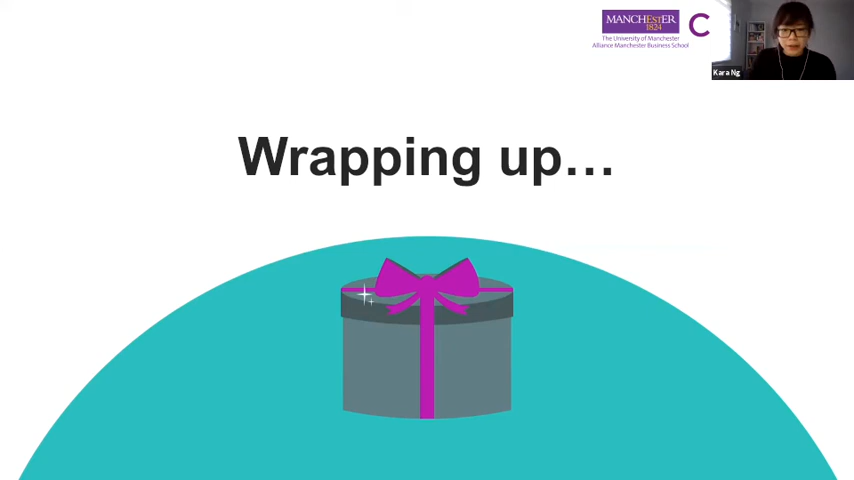 MANCHESTER
1824
The University of Manchester
Alliance Manchester Business School
C
Kara Ng
Wrapping up…